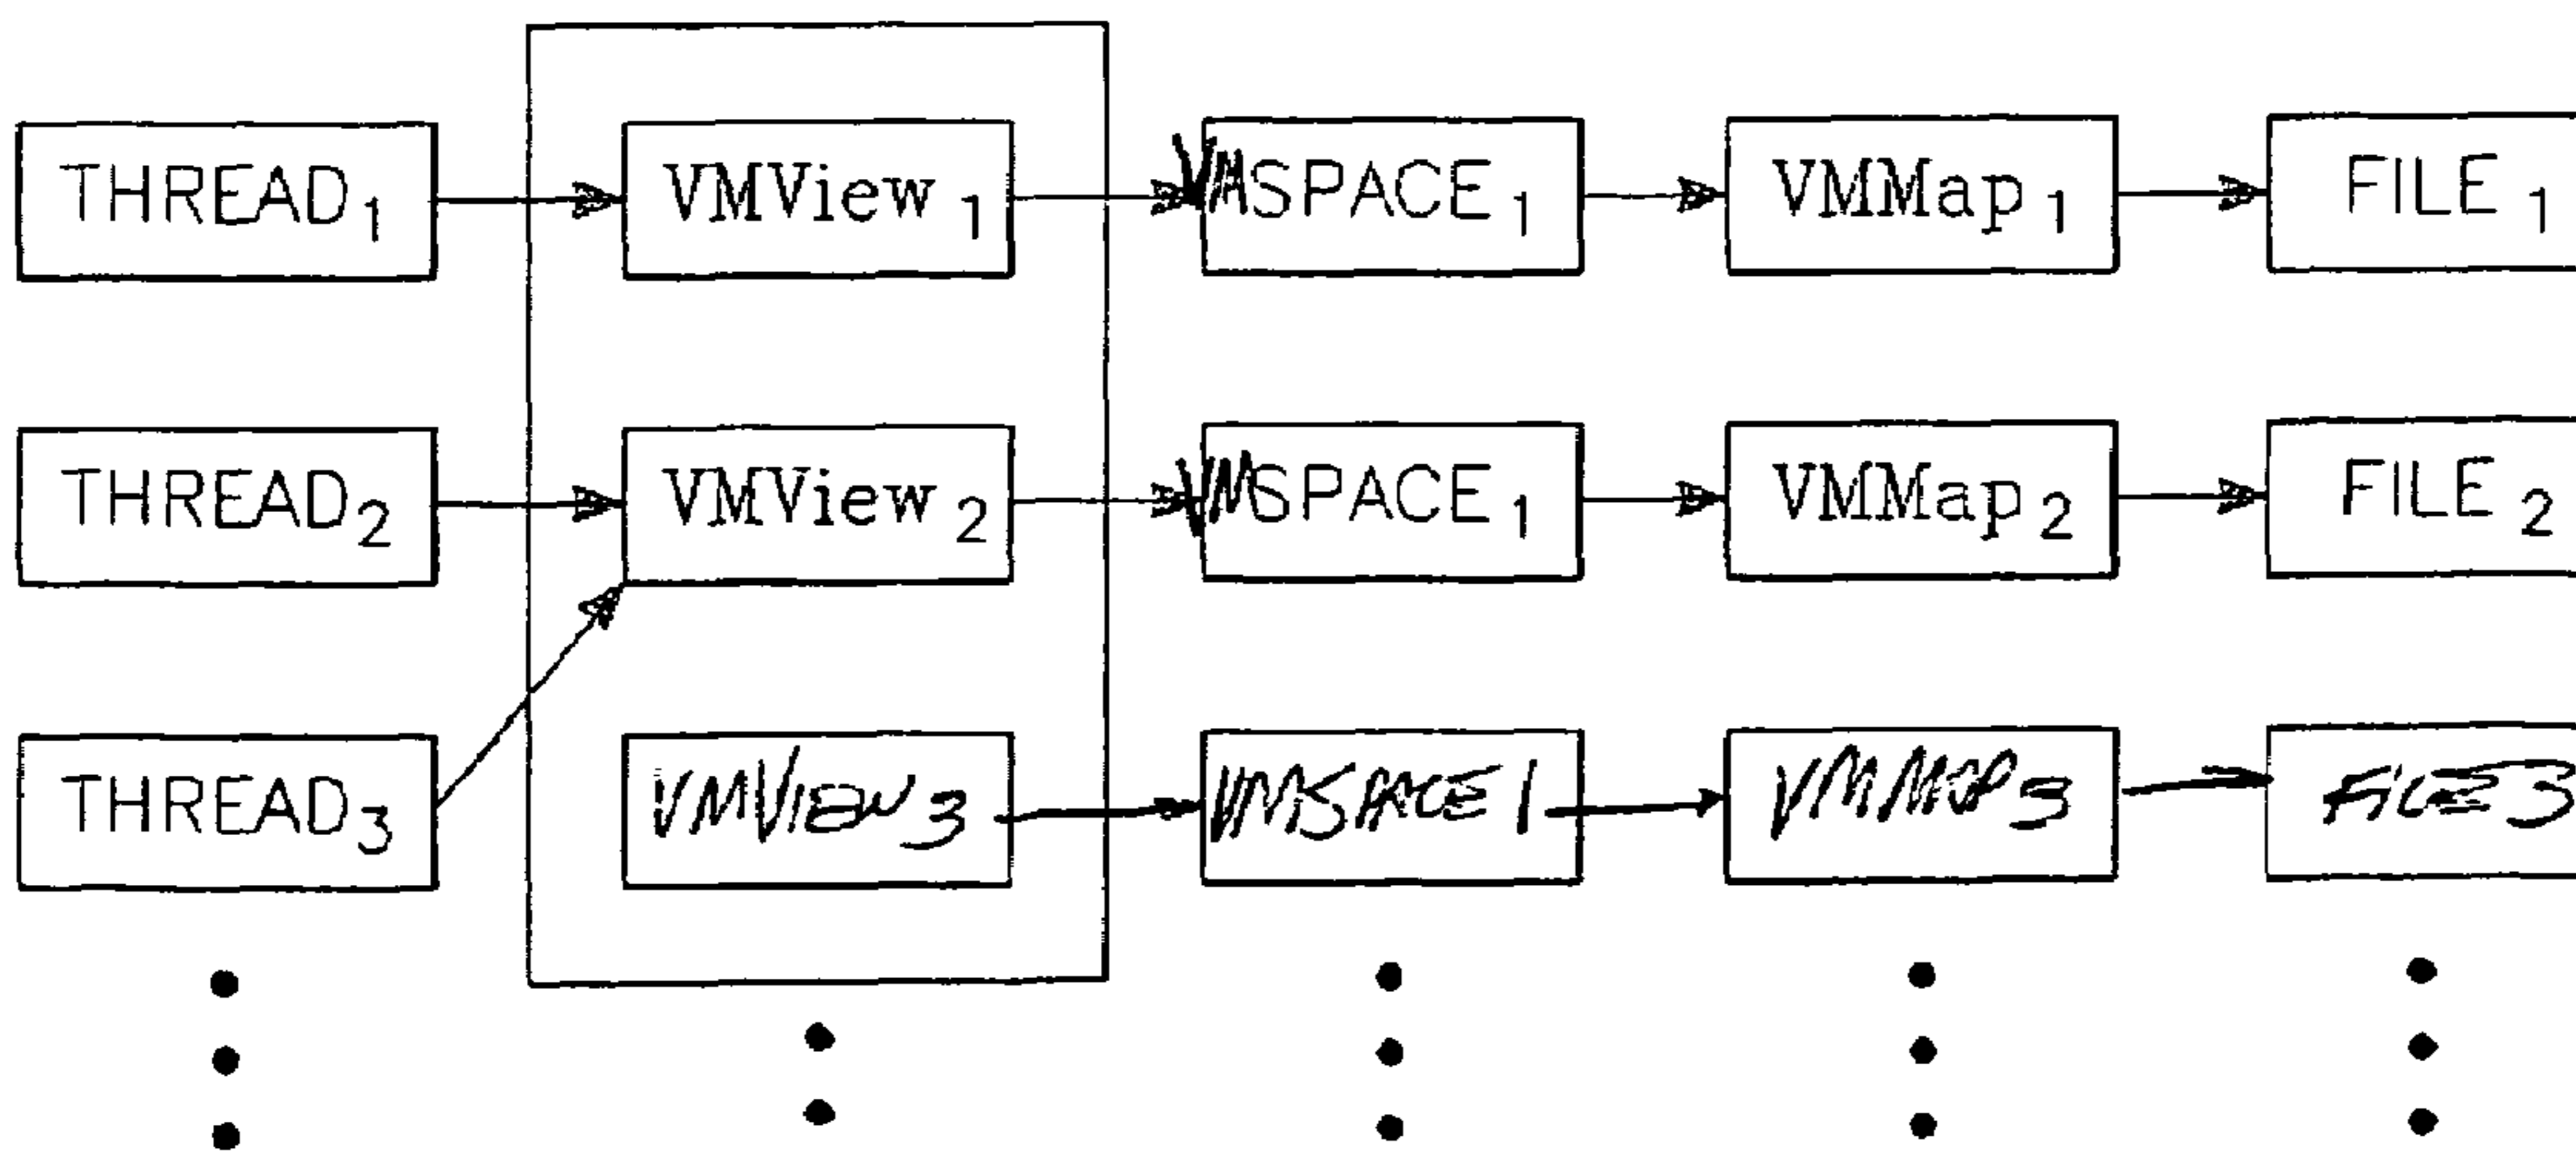 THREAD₁ VMView₁ VMSPACE₁ VMMap₁ FILE₁
THREAD₂ VMView₂ VMSPACE₁ VMMap₂ FILE₂
THREAD₃ VMView₃ VMSPACE1 VMMap₃ FILE3